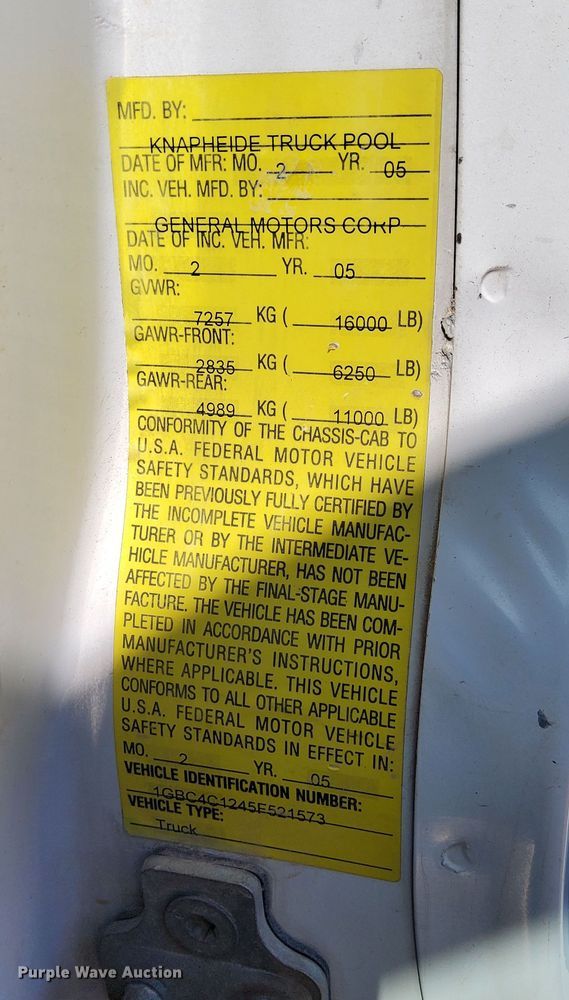 MFD. BY:
KNAPHEIDE TRUCK POOL
DATE OF MFR: MO. 2 YR. 05
INC. VEH. MFD. BY:
GENERAL MOTORS CORP
DATE OF INC. VEH. MFR:
MO. 2 YR. 05
GVWR:
7257 KG ( 16000 LB)
GAWR-FRONT:
2835 KG ( 6250 LB)
GAWR-REAR:
4989 KG ( 11000 LB)
CONFORMITY OF THE CHASSIS-CAB TO
U.S.A. FEDERAL MOTOR VEHICLE
SAFETY STANDARDS, WHICH HAVE
BEEN PREVIOUSLY FULLY CERTIFIED BY
THE INCOMPLETE VEHICLE MANUFAC-
TURER OR BY THE INTERMEDIATE VE-
HICLE MANUFACTURER, HAS NOT BEEN
AFFECTED BY THE FINAL-STAGE MANU-
FACTURE. THE VEHICLE HAS BEEN COM-
PLETED IN ACCORDANCE WITH PRIOR
MANUFACTURER'S INSTRUCTIONS,
WHERE APPLICABLE. THIS VEHICLE
CONFORMS TO ALL OTHER APPLICABLE
U.S.A. FEDERAL MOTOR VEHICLE
SAFETY STANDARDS IN EFFECT IN:
MO. 2 YR. 05
VEHICLE IDENTIFICATION NUMBER:
1GBC4C1245F521573
VEHICLE TYPE:
Truck
Purple Wave Auction